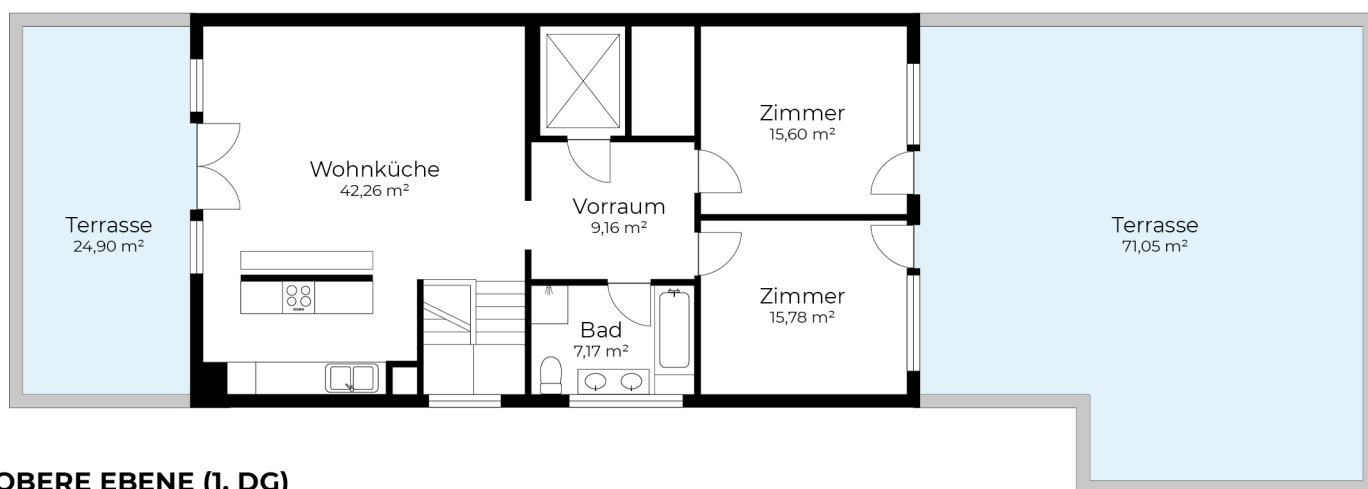 Zimmer
15,60 m²
Wohnküche
42,26 m²
Vorraum
9,16 m²
Terrasse
24,90 m²
Terrasse
71,05 m²
Zimmer
15,78 m²
Bad
7,17 m²
OBERE EBENE (1. DG)